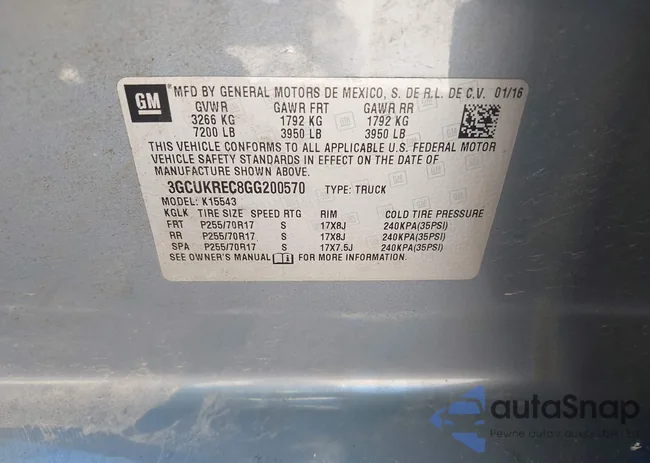 GM
MFD BY GENERAL MOTORS DE MEXICO, S. DE R.L. DE C.V. 01/16
GVWR GAWR FRT GAWR RR
3266 KG 1792 KG 1792 KG
7200 LB 3950 LB 3950 LB
THIS VEHICLE CONFORMS TO ALL APPLICABLE U.S. FEDERAL MOTOR
VEHICLE SAFETY STANDARDS IN EFFECT ON THE DATE OF
MANUFACTURE SHOWN ABOVE.
3GCUKREC8GG200570 TYPE: TRUCK
MODEL: K15543
KGLK TIRE SIZE SPEED RTG RIM COLD TIRE PRESSURE
FRT P255/70R17 S 17X8J 240KPA(35PSI)
RR P255/70R17 S 17X8J 240KPA(35PSI)
SPA P255/70R17 S 17X7.5J 240KPA(35PSI)
SEE OWNER'S MANUAL FOR MORE INFORMATION.
autaSnap
Pewne auta z aukcji